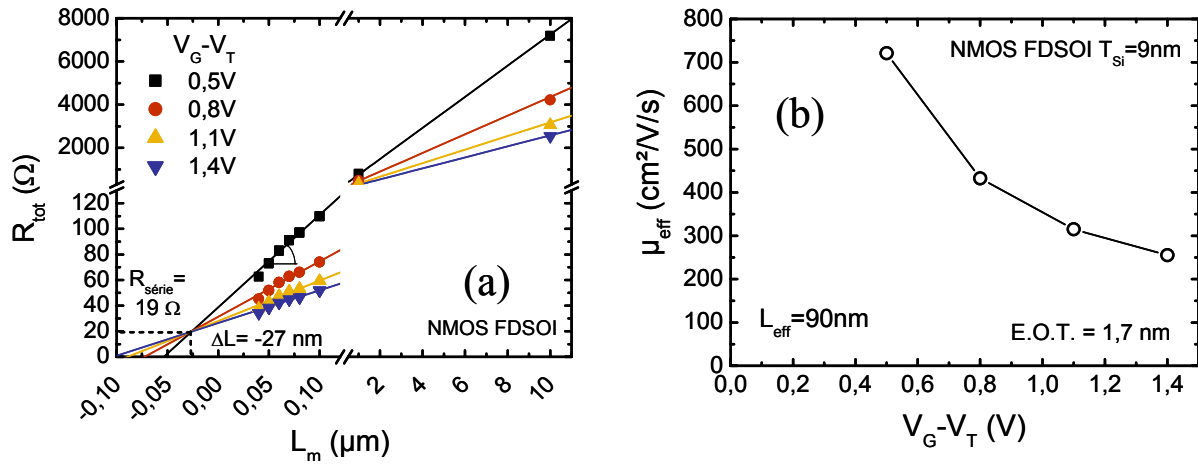 8000
6000
4000
2000
120
100
80
60
40
20
0
R_tot (Ω)
V_G-V_T
0,5V
0,8V
1,1V
1,4V
R_série=
19 Ω
ΔL= -27 nm
(a)
NMOS FDSOI
-0,10 -0,05 0,00 0,05 0,10 2 4 6 8 10
L_m (µm)
800
700
600
500
400
300
200
100
0
µ_eff (cm²/V/s)
(b)
NMOS FDSOI T_Si=9nm
L_eff=90nm
E.O.T. = 1,7 nm
0,0 0,2 0,4 0,6 0,8 1,0 1,2 1,4
V_G-V_T (V)